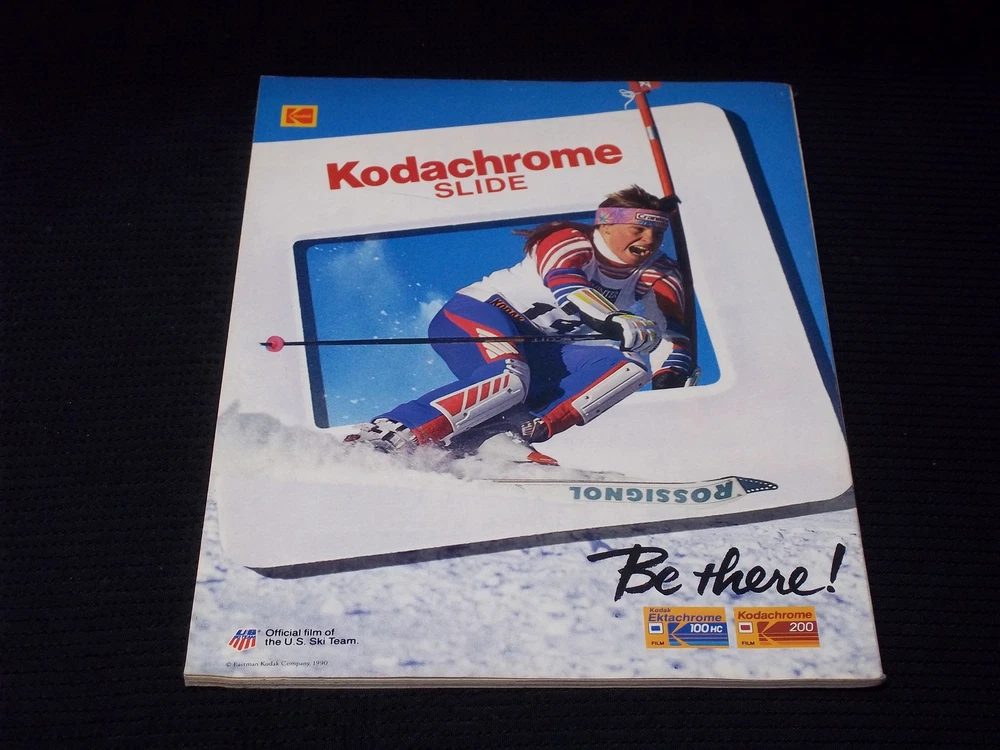 Kodak
Kodachrome
SLIDE
ROSSIGNOL
Be there!
Kodak
Ektachrome
100 HC
FILM
Kodachrome
200
FILM
Official film of
the U.S. Ski Team.
© Eastman Kodak Company, 1990